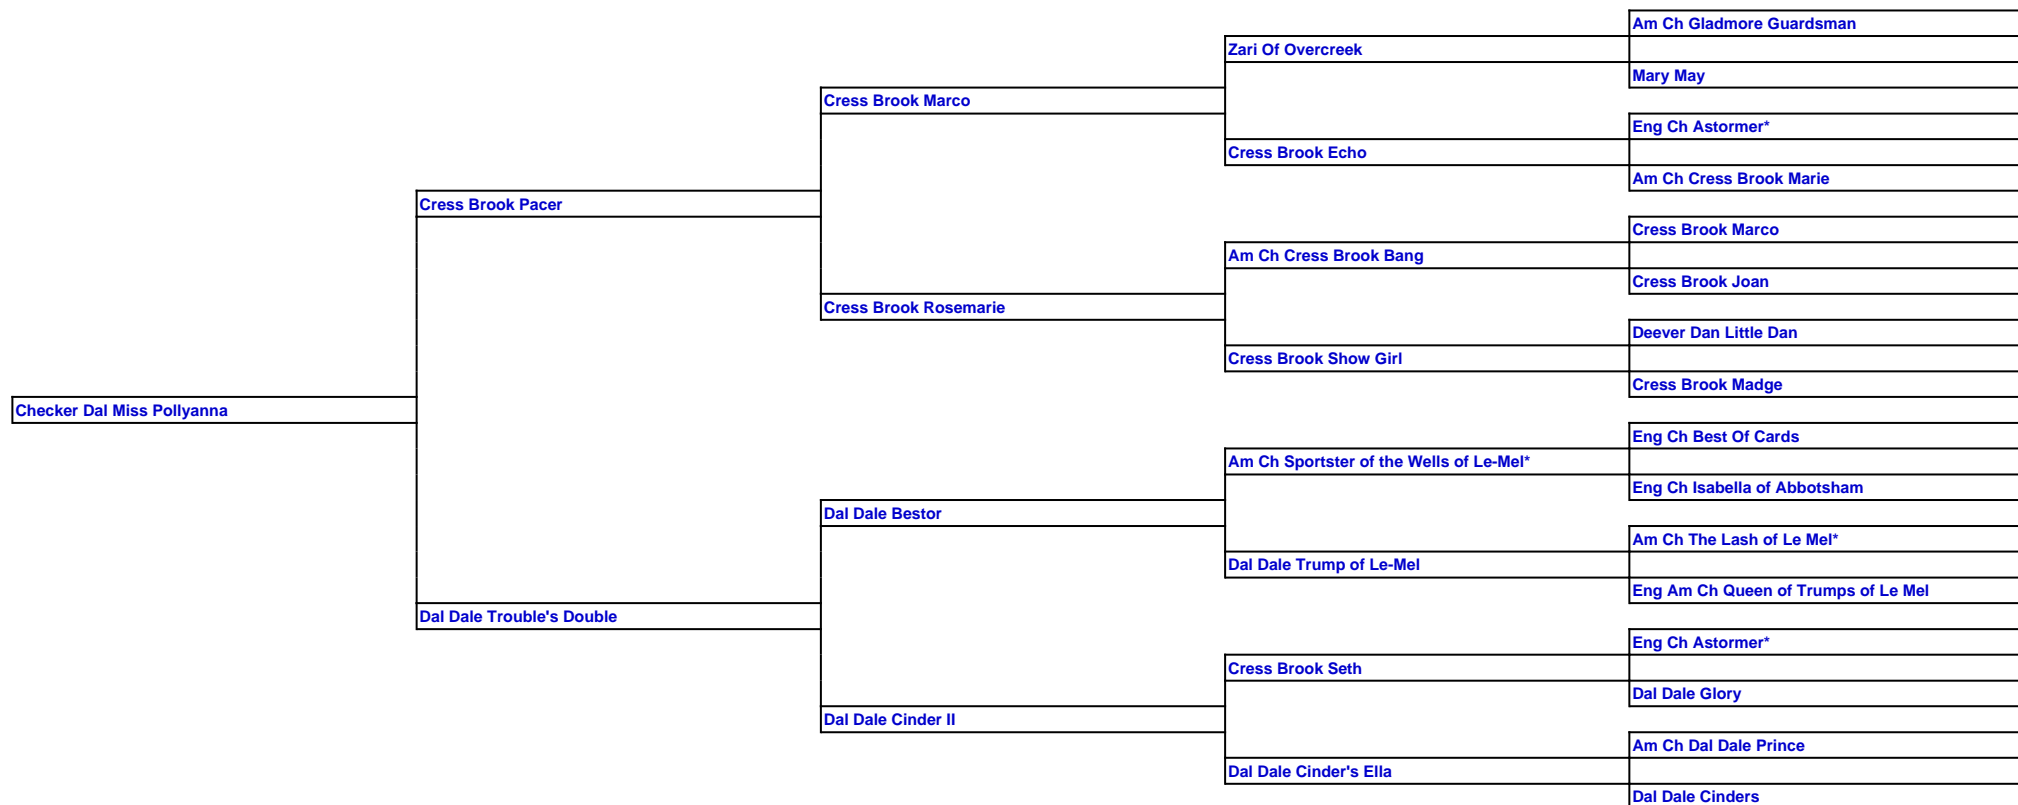 Am Ch Gladmore Guardsman
Zari Of Overcreek
Mary May
Cress Brook Marco
Eng Ch Astormer*
Cress Brook Echo
Am Ch Cress Brook Marie
Cress Brook Pacer
Cress Brook Marco
Am Ch Cress Brook Bang
Cress Brook Joan
Cress Brook Rosemarie
Deever Dan Little Dan
Cress Brook Show Girl
Cress Brook Madge
Checker Dal Miss Pollyanna
Eng Ch Best Of Cards
Am Ch Sportster of the Wells of Le-Mel*
Eng Ch Isabella of Abbotsham
Dal Dale Bestor
Am Ch The Lash of Le Mel*
Dal Dale Trump of Le-Mel
Eng Am Ch Queen of Trumps of Le Mel
Dal Dale Trouble's Double
Eng Ch Astormer*
Cress Brook Seth
Dal Dale Glory
Dal Dale Cinder II
Am Ch Dal Dale Prince
Dal Dale Cinder's Ella
Dal Dale Cinders